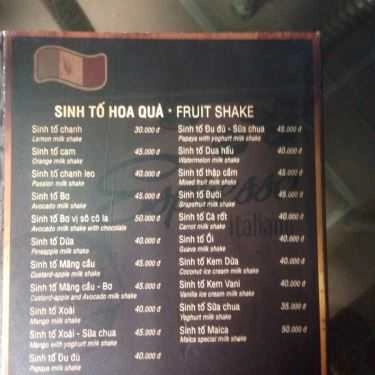 SINH TỐ HOA QUẢ • FRUIT SHAKE
Sinh tố chanh 30.000 đ
Lemon milk shake
Sinh tố cam 45.000 đ
Orange milk shake
Sinh tố chanh leo 40.000 đ
Passion milk shake
Sinh tố Bơ 45.000 đ
Avocado milk shake
Sinh tố Bơ vị sô cô la 50.000 đ
Avocado milk shake with chocolate
Sinh tố Dứa 40.000 đ
Pineapple milk shake
Sinh tố Mãng cầu 45.000 đ
Custard-apple milk shake
Sinh tố Mãng cầu - Bơ 45.000 đ
Custard-apple and Avocado milk shake
Sinh tố Xoài 40.000 đ
Mango milk shake
Sinh tố Xoài - Sữa chua 45.000 đ
Mango with yoghurt milk shake
Sinh tố Đu đủ 40.000 đ
Papaya milk shake
Sinh tố Đu Đủ - Sữa chua 45.000 đ
Papaya with yoghurt milk shake
Sinh tố Dưa hấu 40.000 đ
Watermelon milk shake
Sinh tố thập cẩm 45.000 đ
Mixed fruit milk shake
Sinh tố Bưởi 45.000 đ
Grapefruit milk shake
Sinh tố Cà rốt 40.000 đ
Carrot milk shake
Sinh tố Ổi 40.000 đ
Guava milk shake
Sinh tố Kem Dừa 40.000 đ
Coconut ice cream milk shake
Sinh tố Kem Vani 40.000 đ
Vanila ice cream milk shake
Sinh tố Sữa chua 35.000 đ
Yoghurt milk shake
Sinh tố Maica 50.000 đ
Maica special milk shake
Espresso
Italiano